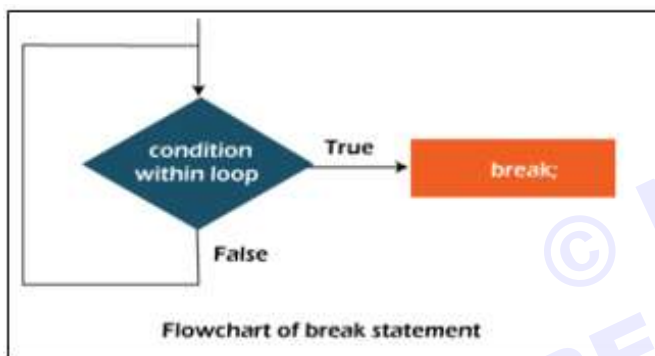 condition
within loop
True
break;
False
Flowchart of break statement
©